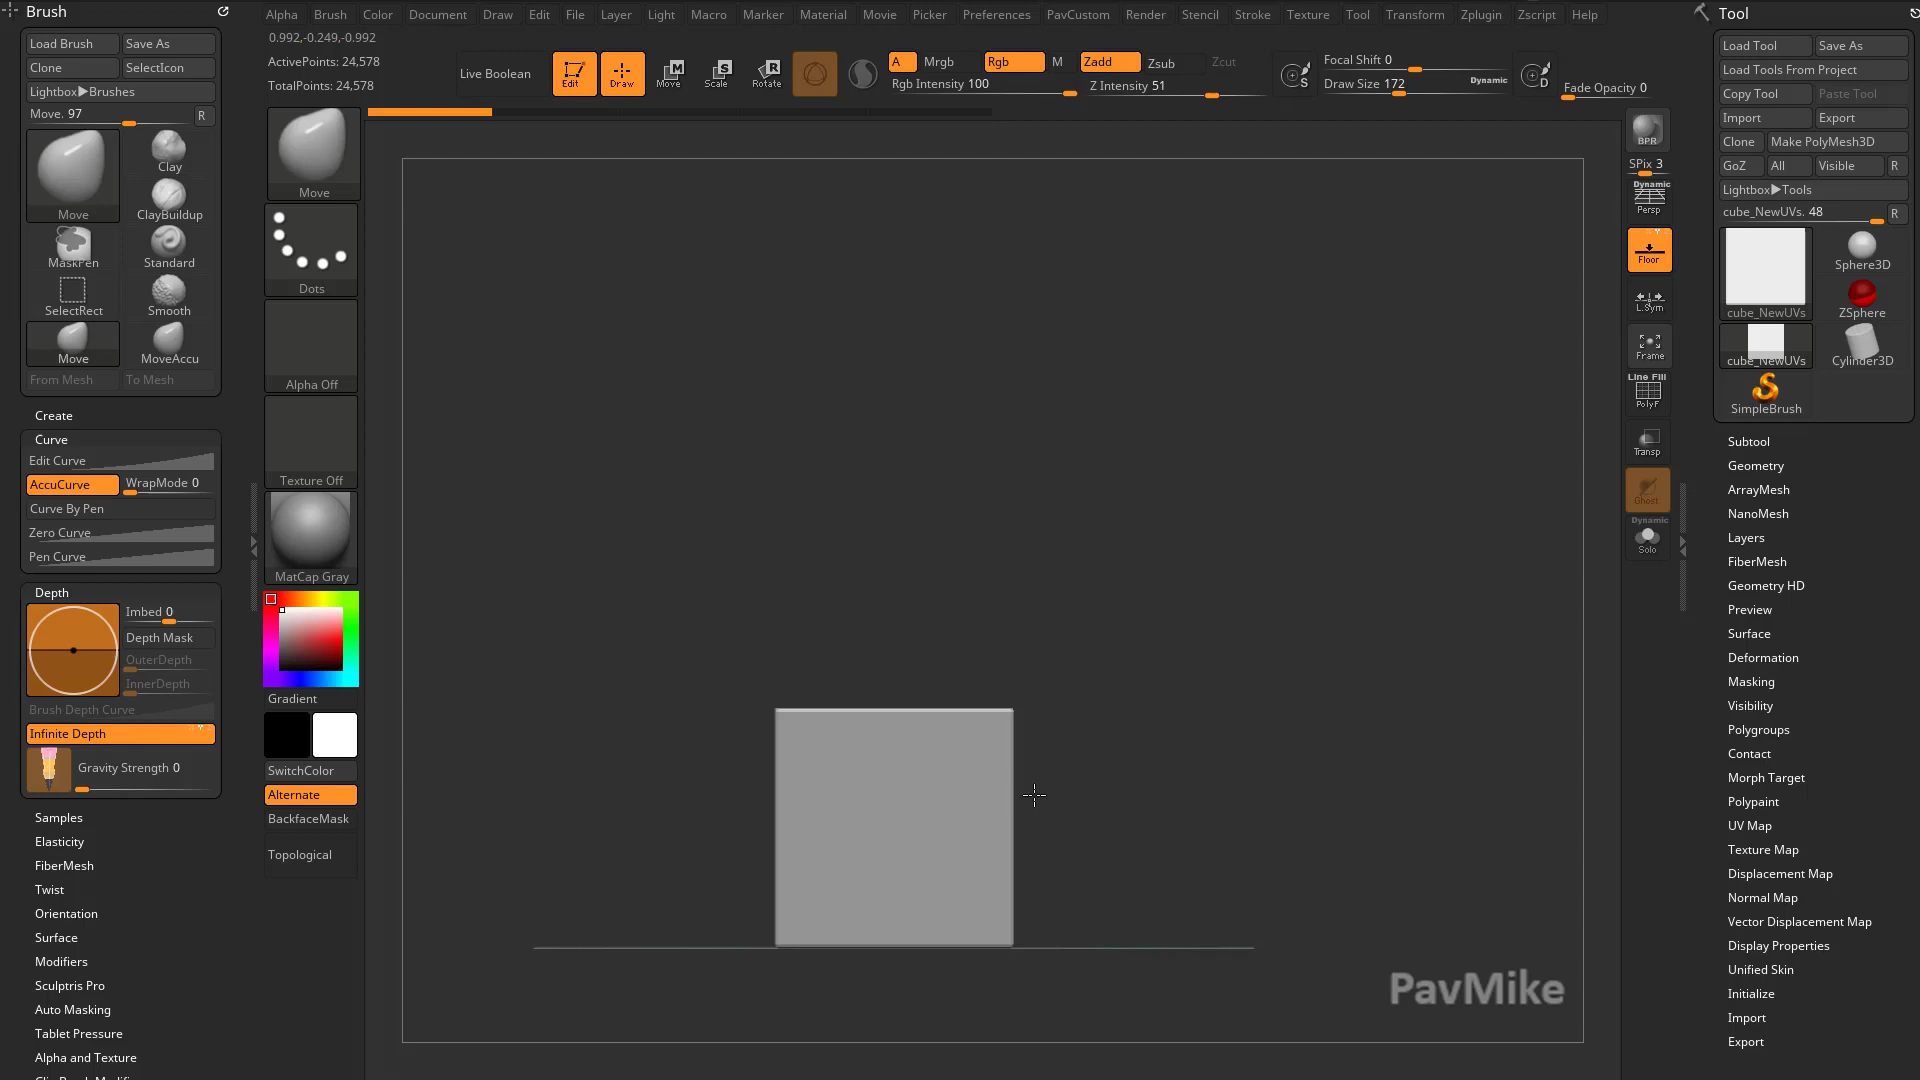 Brush
Load Brush
Save As
Clone
SelectIcon
Lightbox▶Brushes
Move. 97
R
Move
Clay
ClayBuildup
MaskPen
Standard
SelectRect
Smooth
Move
MoveAccu
From Mesh
To Mesh
Create
Curve
Edit Curve
AccuCurve
WrapMode 0
Curve By Pen
Zero Curve
Pen Curve
Depth
Imbed 0
Depth Mask
OuterDepth
InnerDepth
Brush Depth Curve
Infinite Depth
Gravity Strength 0
Samples
Elasticity
FiberMesh
Twist
Orientation
Surface
Modifiers
Sculptris Pro
Auto Masking
Tablet Pressure
Alpha and Texture
Alpha Brush Color Document Draw Edit File Layer Light Macro Marker Material Movie Picker Preferences PavCustom Render Stencil Stroke Texture Tool Transform Zplugin Zscript Help
0.992,-0.249,-0.992
ActivePoints: 24,578
TotalPoints: 24,578
Live Boolean
Edit
Draw
Move
Scale
Rotate
A
Mrgb
Rgb
M
Zadd
Zsub
Zcut
Rgb Intensity 100
Z Intensity 51
S
Focal Shift 0
Draw Size 172
Dynamic
D
Fade Opacity 0
Move
Dots
Alpha Off
Texture Off
MatCap Gray
Gradient
SwitchColor
Alternate
BackfaceMask
Topological
PavMike
BPR
SPix 3
Dynamic
Persp
Floor
L.Sym
Frame
Line Fill
PolyF
Transp
Ghost
Dynamic
Solo
Tool
Load Tool
Save As
Load Tools From Project
Copy Tool
Paste Tool
Import
Export
Clone
Make PolyMesh3D
GoZ
All
Visible
R
Lightbox▶Tools
cube_NewUVs. 48
R
cube_NewUVs
Sphere3D
ZSphere
cube_NewUVs
Cylinder3D
SimpleBrush
Subtool
Geometry
ArrayMesh
NanoMesh
Layers
FiberMesh
Geometry HD
Preview
Surface
Deformation
Masking
Visibility
Polygroups
Contact
Morph Target
Polypaint
UV Map
Texture Map
Displacement Map
Normal Map
Vector Displacement Map
Display Properties
Unified Skin
Initialize
Import
Export